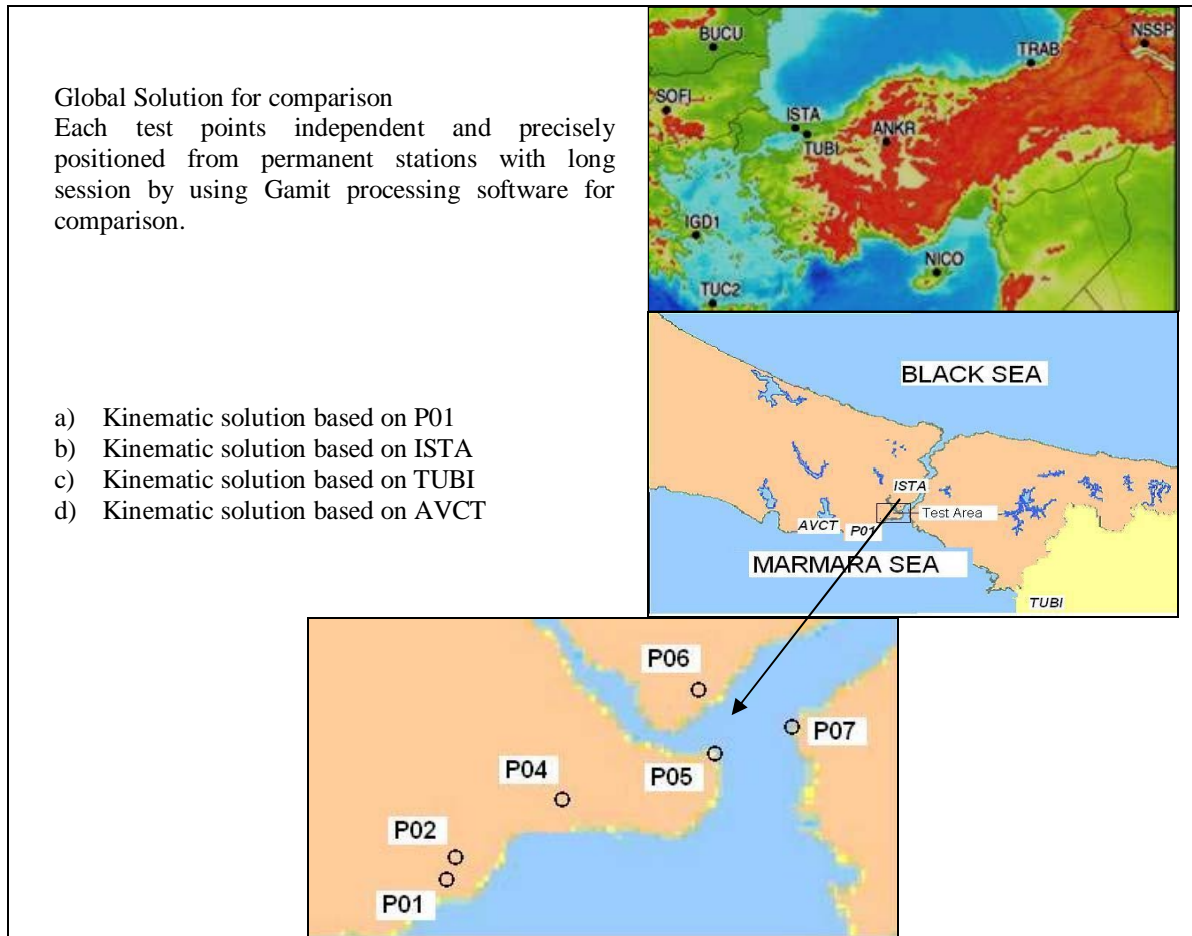 Global Solution for comparison
Each test points independent and precisely
positioned from permanent stations with long
session by using Gamit processing software for
comparison.
a) Kinematic solution based on P01
b) Kinematic solution based on ISTA
c) Kinematic solution based on TUBI
d) Kinematic solution based on AVCT
BUCU
NSSP
TRAB
SOFI
ISTA
ANKR
TUBI
IGD1
NICO
TUC2
BLACK SEA
ISTA
Test Area
AVCT
P01
MARMARA SEA
TUBI
P06
P07
P05
P04
P02
P01